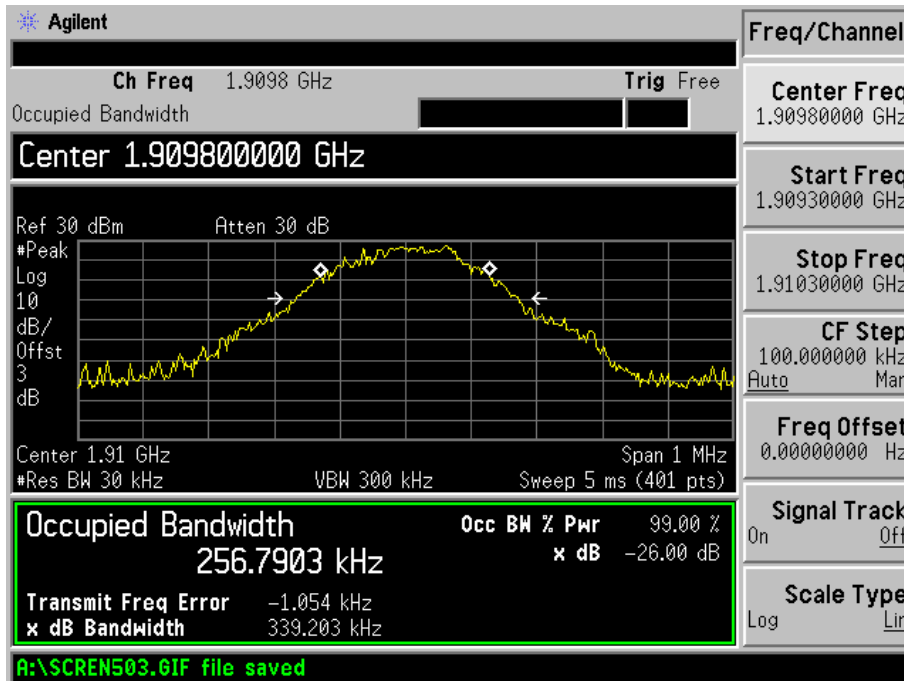 Agilent
Freq/Channel
Ch Freq 1.9098 GHz Trig Free
Occupied Bandwidth
Center 1.909800000 GHz
Center Freq
1.90980000 GHz
Start Freq
1.90930000 GHz
Stop Freq
1.91030000 GHz
CF Step
100.000000 kHz
Auto Man
Freq Offset
0.00000000 Hz
Signal Track
On Off
Scale Type
Log Lin
Ref 30 dBm Atten 30 dB
#Peak
Log
10
dB/
Offst
3
dB
Center 1.91 GHz Span 1 MHz
#Res BW 30 kHz VBW 300 kHz Sweep 5 ms (401 pts)
Occupied Bandwidth
256.7903 kHz
Occ BW % Pwr 99.00 %
x dB -26.00 dB
Transmit Freq Error -1.054 kHz
x dB Bandwidth 339.203 kHz
A:\SCREN503.GIF file saved